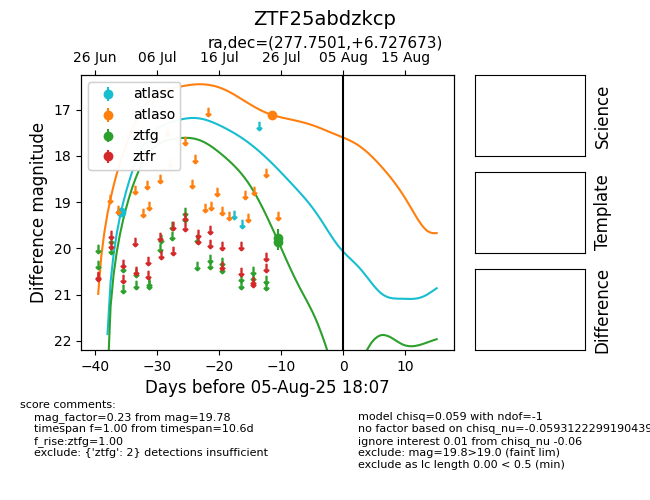 ZTF25abdzkcp
ra,dec=(277.7501,+6.727673)
26 Jun 06 Jul 16 Jul 26 Jul 05 Aug 15 Aug
atlasc
atlaso
ztfg
ztfr
17
18
19
20
21
22
Difference magnitude
−40 −30 −20 −10 0 10
Days before 05-Aug-25 18:07
Science
Template
Difference
score comments:
mag_factor=0.23 from mag=19.78
timespan f=1.00 from timespan=10.6d
f_rise:ztfg=1.00
exclude: {'ztfg': 2} detections insufficient
model chisq=0.059 with ndof=-1
no factor based on chisq_nu=-0.0593122299190439
ignore interest 0.01 from chisq_nu -0.06
exclude: mag=19.8>19.0 (faint lim)
exclude as lc length 0.00 < 0.5 (min)